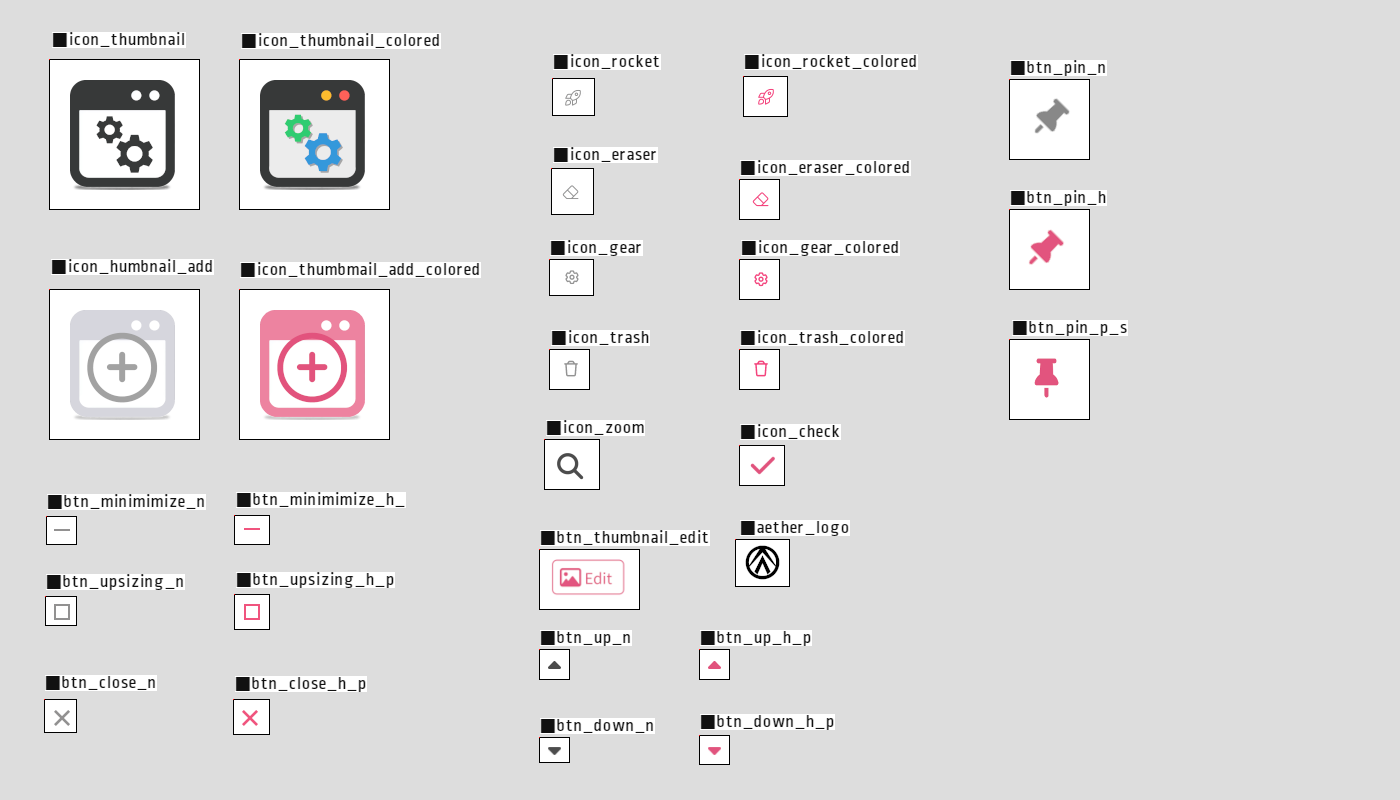 ■icon_thumbnail
■icon_thumbnail_colored
■icon_humbnail_add
■icon_thumbmail_add_colored
■btn_minimimize_n
■btn_minimimize_h_
■btn_upsizing_n
■btn_upsizing_h_p
■btn_close_n
■btn_close_h_p
■icon_rocket
■icon_rocket_colored
■icon_eraser
■icon_eraser_colored
■icon_gear
■icon_gear_colored
■icon_trash
■icon_trash_colored
■icon_zoom
■icon_check
■btn_thumbnail_edit
Edit
■aether_logo
■btn_up_n
■btn_up_h_p
■btn_down_n
■btn_down_h_p
■btn_pin_n
■btn_pin_h
■btn_pin_p_s